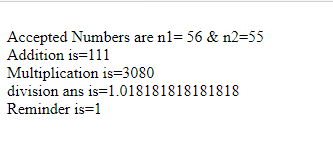 Accepted Numbers are n1= 56 & n2=55
Addition is=111
Multiplication is=3080
division ans is=1.018181818181818
Reminder is=1